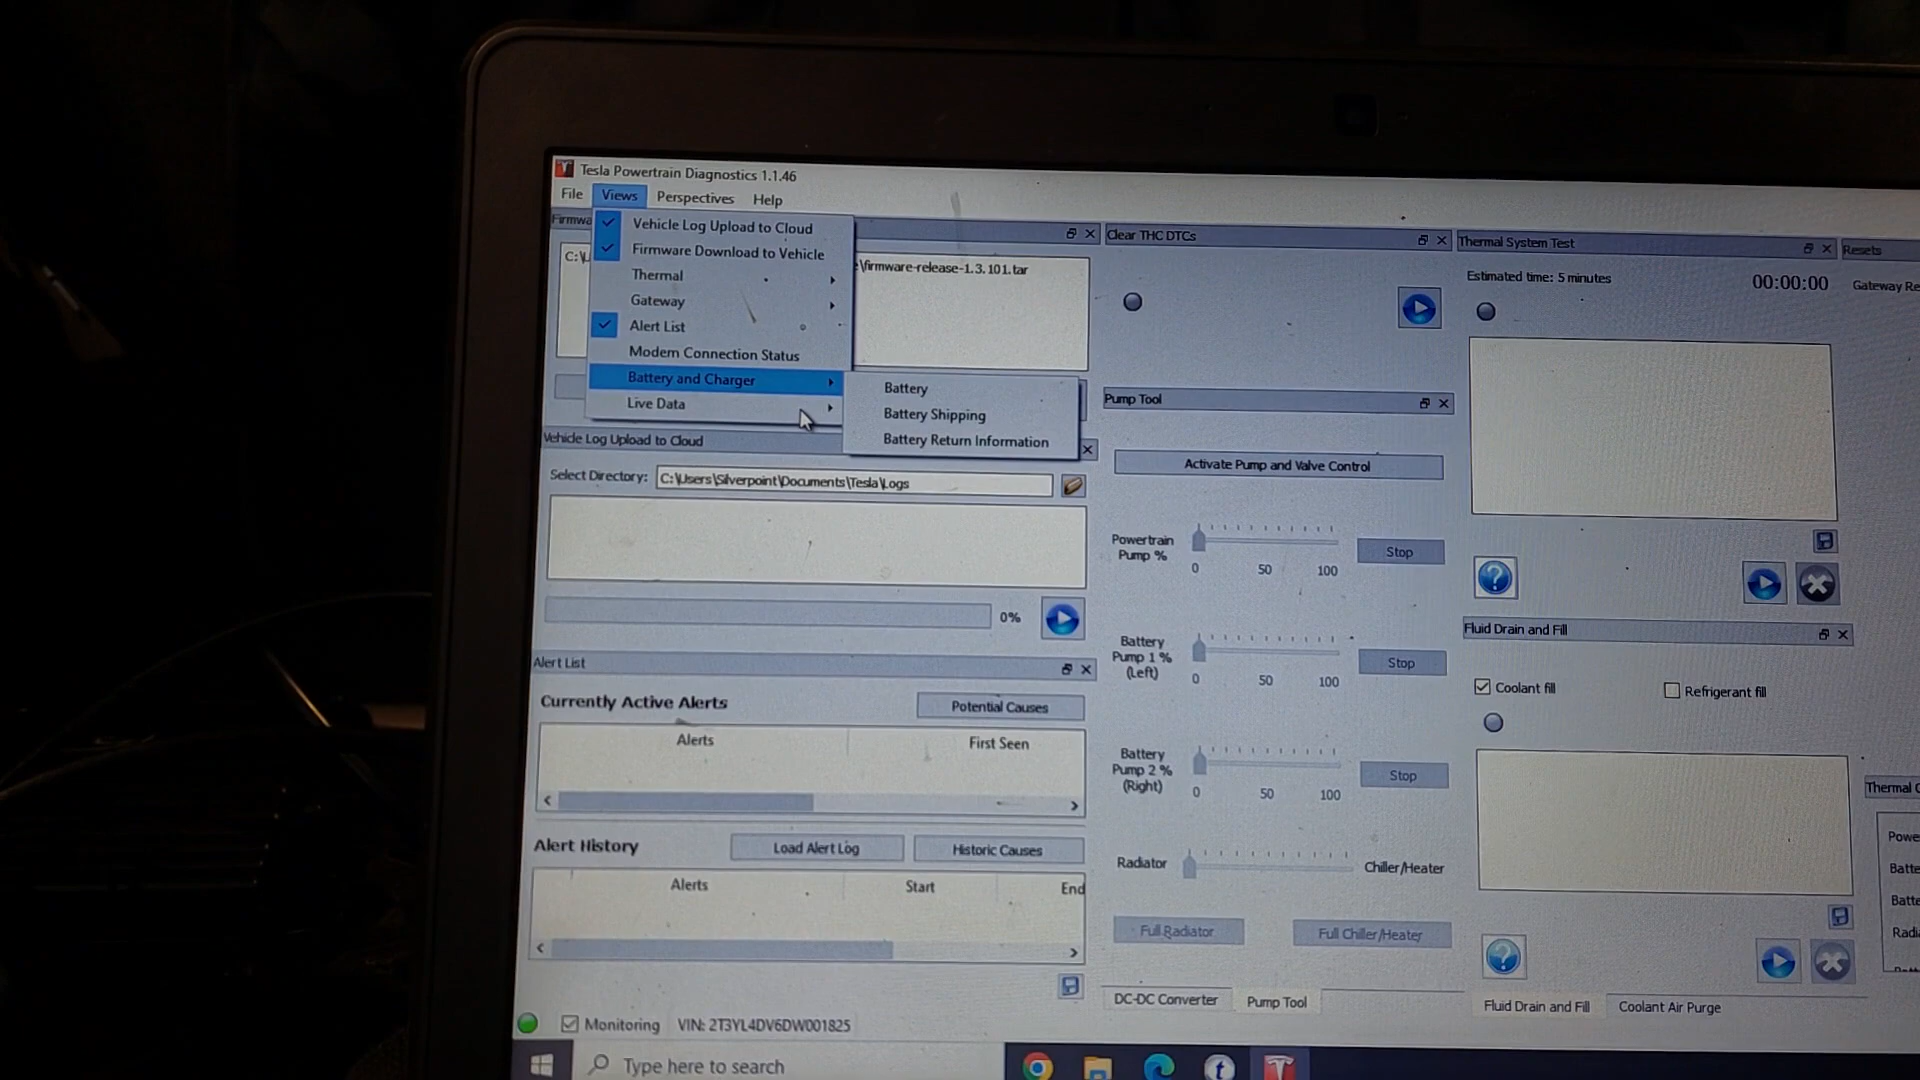 Tesla Powertrain Diagnostics 1.1.46
File Views Perspectives Help
Vehicle Log Upload to Cloud
Firmware Download to Vehicle
Thermal
Gateway
Alert List
Modem Connection Status
Battery and Charger
Live Data
Battery
Battery Shipping
Battery Return Information
Firmwa
C:\U
\firmware-release-1.3.101.tar
Vehicle Log Upload to Cloud
Select Directory: C:\Users\Silverpoint\Documents\Tesla\Logs
0%
Alert List
Currently Active Alerts Potential Causes
Alerts First Seen
Alert History Load Alert Log Historic Causes
Alerts Start End
Monitoring VIN: 2T3YL4DV6DW001825
Clear THC DTCs
Pump Tool
Activate Pump and Valve Control
Powertrain
Pump %
0 50 100
Stop
Battery
Pump 1 %
(Left)
0 50 100
Stop
Battery
Pump 2 %
(Right)
0 50 100
Stop
Radiator Chiller/Heater
Full Radiator Full Chiller/Heater
DC-DC Converter Pump Tool
Thermal System Test
Estimated time: 5 minutes 00:00:00
Fluid Drain and Fill
Coolant fill Refrigerant fill
Fluid Drain and Fill Coolant Air Purge
Resets
Gateway Re
Thermal C
Powe
Batte
Batte
Radi
Type here to search